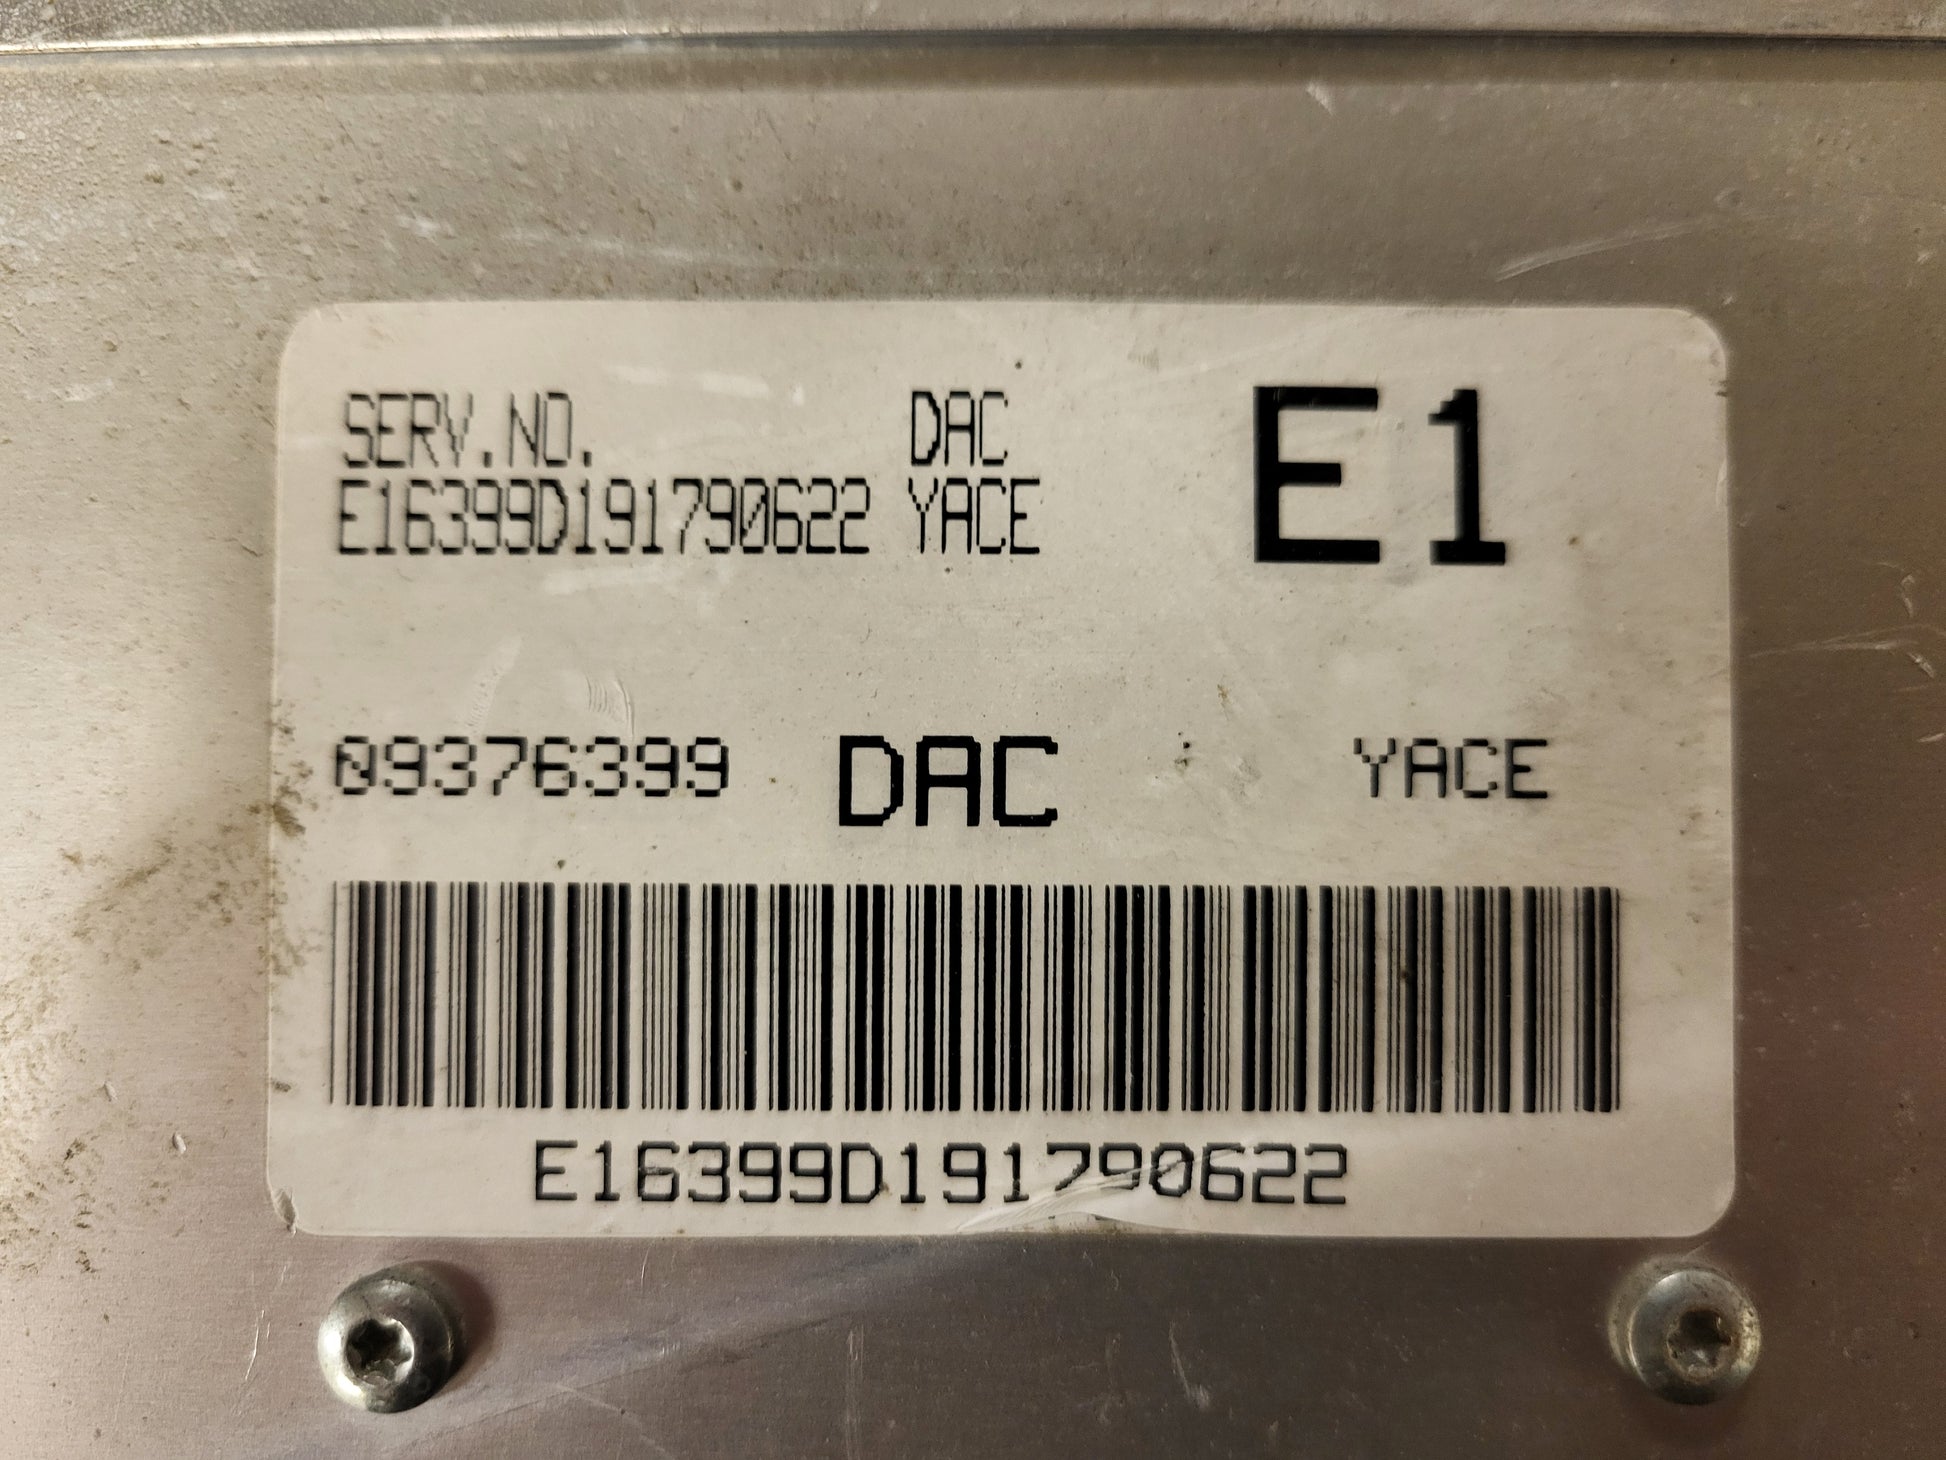 SERV.NO. DAC E1
E16399D191790622 YACE
09376399 DAC YACE
E16399D191790622